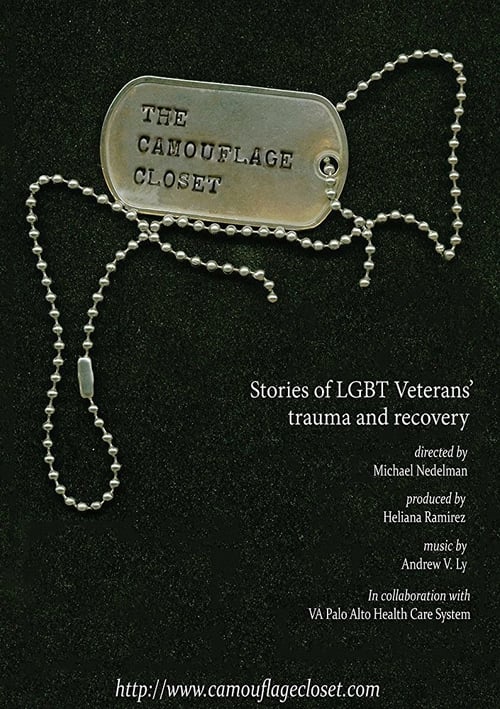 THE
CAMOUFLAGE
CLOSET
Stories of LGBT Veterans'
trauma and recovery
directed by
Michael Nedelman
produced by
Heliana Ramirez
music by
Andrew V. Ly
In collaboration with
VA Palo Alto Health Care System
http://www.camouflagecloset.com